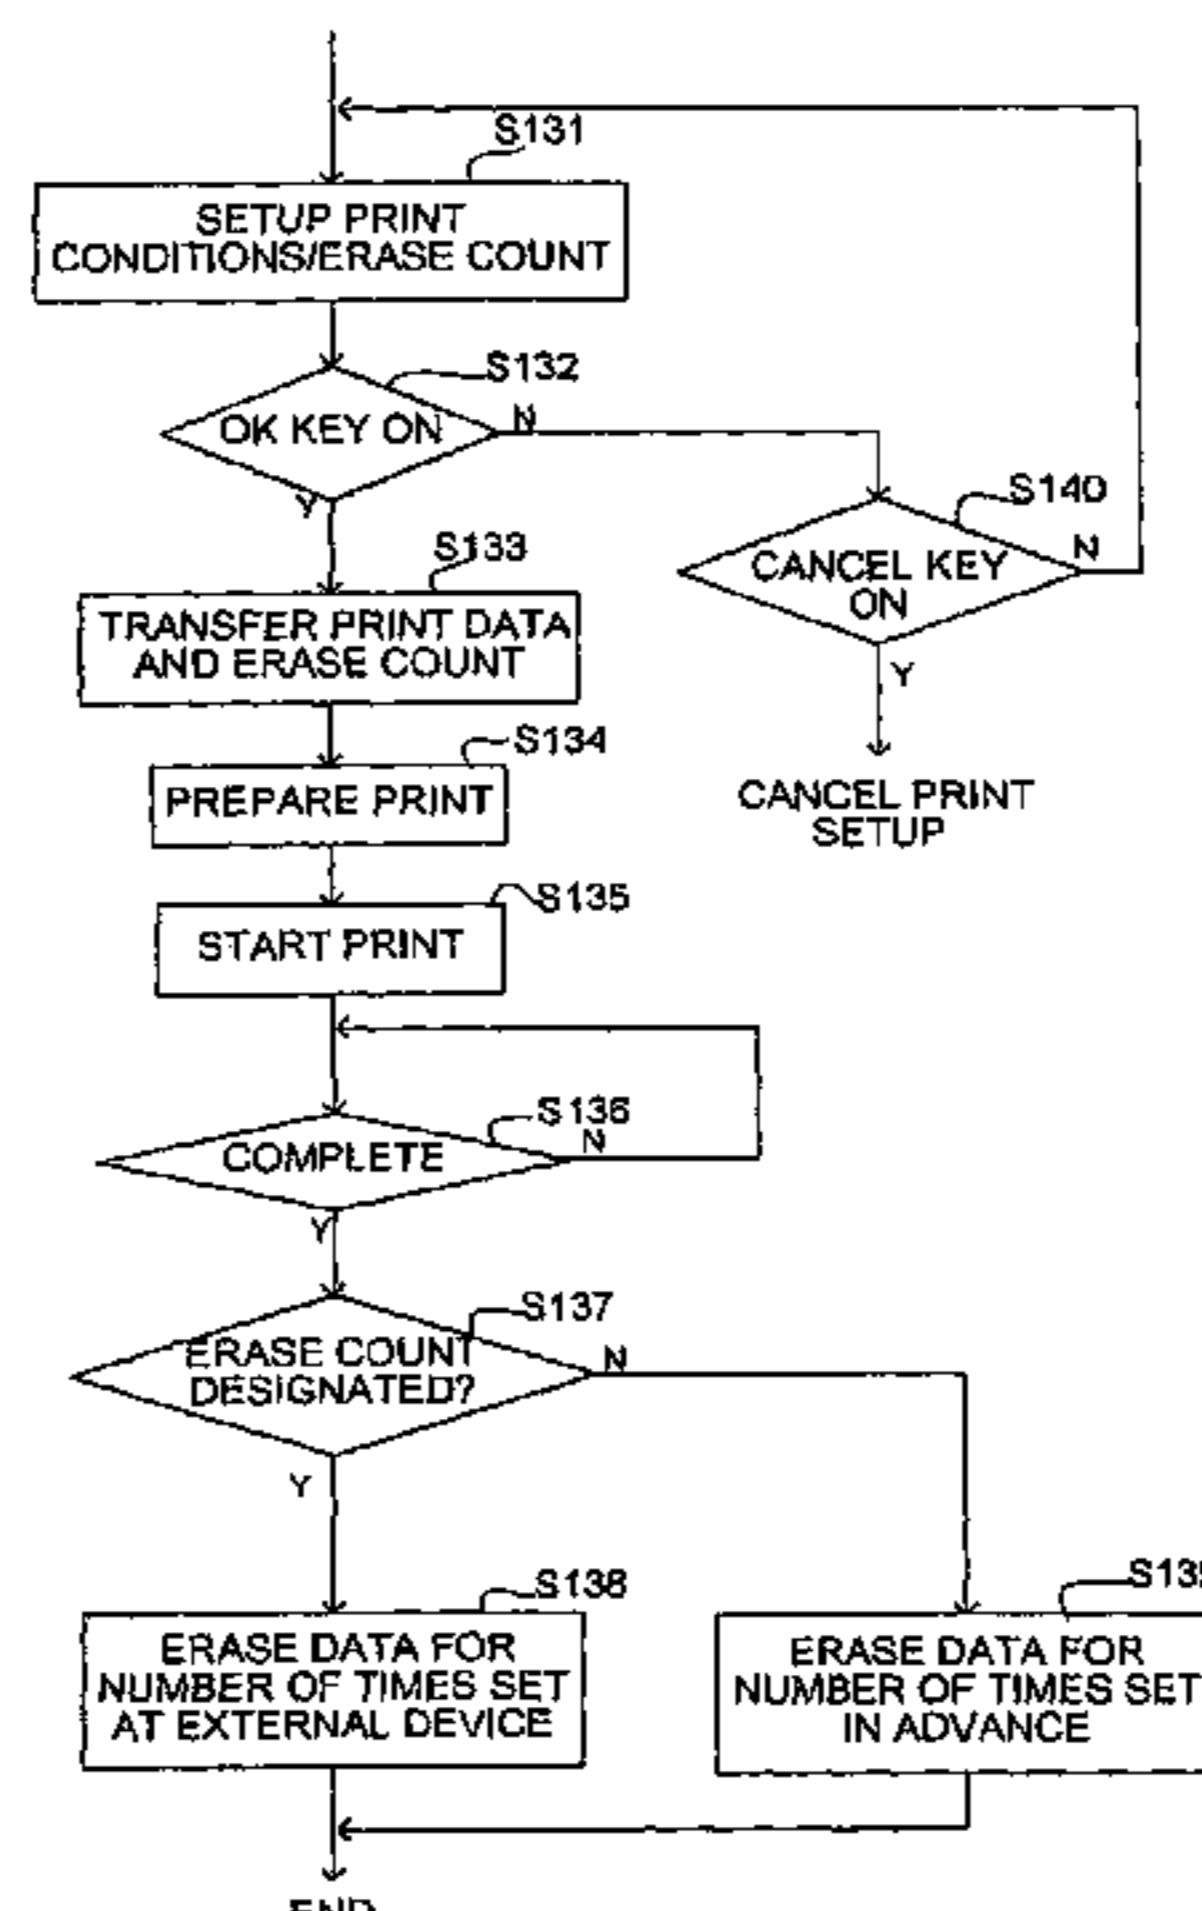 S131
SETUP PRINT
CONDITIONS/ERASE COUNT
S132
OK KEY ON
N
Y
S140
CANCEL KEY
ON
N
Y
CANCEL PRINT
SETUP
S133
TRANSFER PRINT DATA
AND ERASE COUNT
S134
PREPARE PRINT
S135
START PRINT
S136
COMPLETE
N
Y
S137
ERASE COUNT
DESIGNATED?
N
Y
S138
ERASE DATA FOR
NUMBER OF TIMES SET
AT EXTERNAL DEVICE
S139
ERASE DATA FOR
NUMBER OF TIMES SET
IN ADVANCE
END